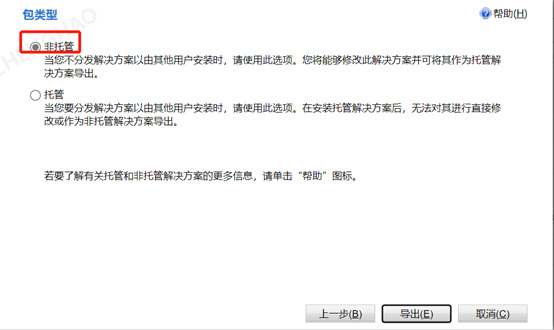 包类型
帮助(H)
非托管
当您不分发解决方案以由其他用户安装时，请使用此选项。您将能够修改此解决方案并可将其作为托管解
决方案导出。
托管
当您要分发解决方案以由其他用户安装时，请使用此选项。在安装托管解决方案后，无法对其进行直接修
改或作为非托管解决方案导出。
若要了解有关托管和非托管解决方案的更多信息，请单击“帮助”图标。
上一步(B)
导出(E)
取消(C)